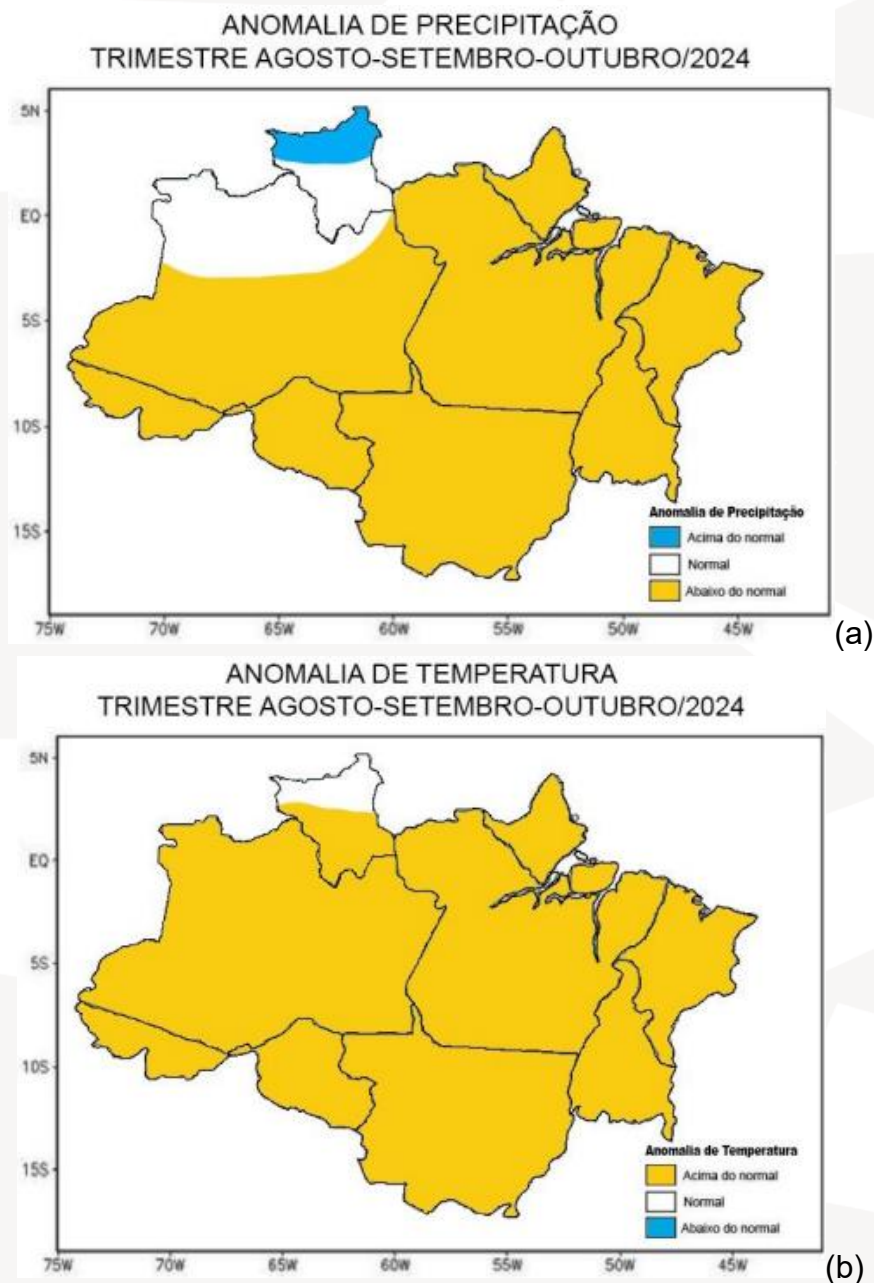 ANOMALIA DE PRECIPITAÇÃO
TRIMESTRE AGOSTO-SETEMBRO-OUTUBRO/2024
5N
EQ
5S
10S
15S
Anomalia de Precipitação
Acima do normal
Normal
Abaixo do normal
75W 70W 65W 60W 55W 50W 45W
(a)
ANOMALIA DE TEMPERATURA
TRIMESTRE AGOSTO-SETEMBRO-OUTUBRO/2024
5N
EQ
5S
10S
15S
Anomalia de Temperatura
Acima do normal
Normal
Abaixo do normal
75W 70W 65W 60W 55W 50W 45W
(b)